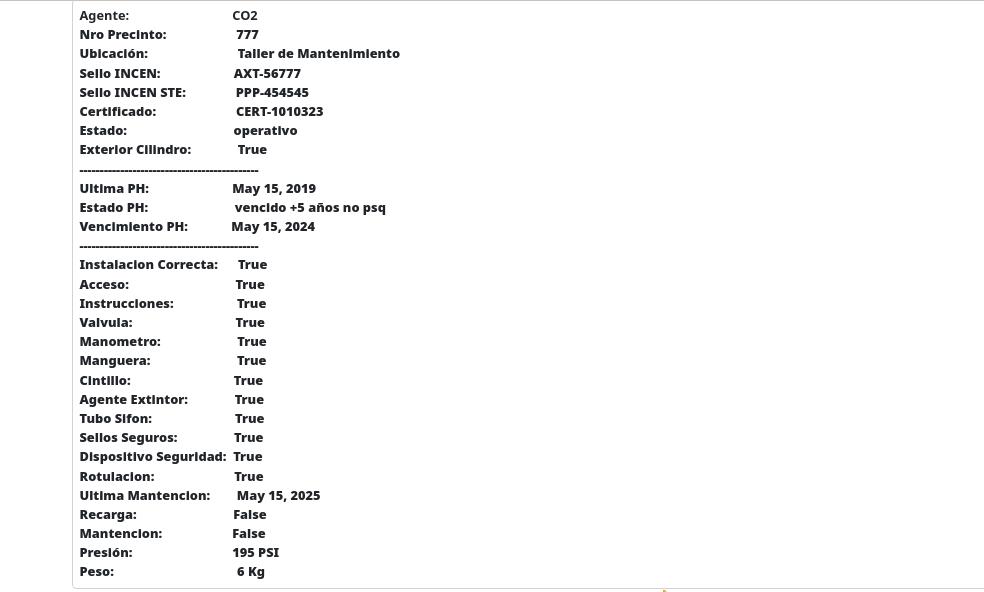 Agente: CO2
Nro Precinto: 777
Ubicación: Taller de Mantenimiento
Sello INCEN: AXT-56777
Sello INCEN STE: PPP-454545
Certificado: CERT-1010323
Estado: operativo
Exterior Cilindro: True
--------------------------------------------
Ultima PH: May 15, 2019
Estado PH: vencido +5 años no psq
Vencimiento PH: May 15, 2024
--------------------------------------------
Instalacion Correcta: True
Acceso: True
Instrucciones: True
Valvula: True
Manometro: True
Manguera: True
Cintillo: True
Agente Extintor: True
Tubo Sifon: True
Sellos Seguros: True
Dispositivo Seguridad: True
Rotulacion: True
Ultima Mantencion: May 15, 2025
Recarga: False
Mantencion: False
Presión: 195 PSI
Peso: 6 Kg